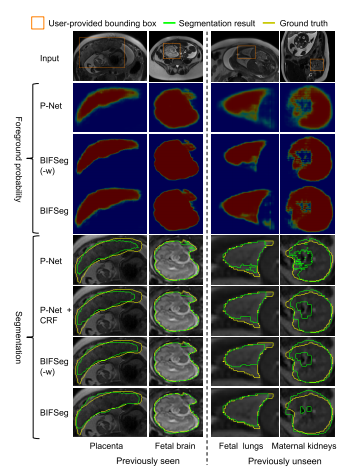 User-provided bounding box Segmentation result Ground truth
Input
Foreground probability
P-Net
BIFSeg
(-w)
BIFSeg
Segmentation
P-Net
P-Net +
CRF
BIFSeg
(-w)
BIFSeg
Placenta Fetal brain Fetal lungs Maternal kidneys
Previously seen Previously unseen